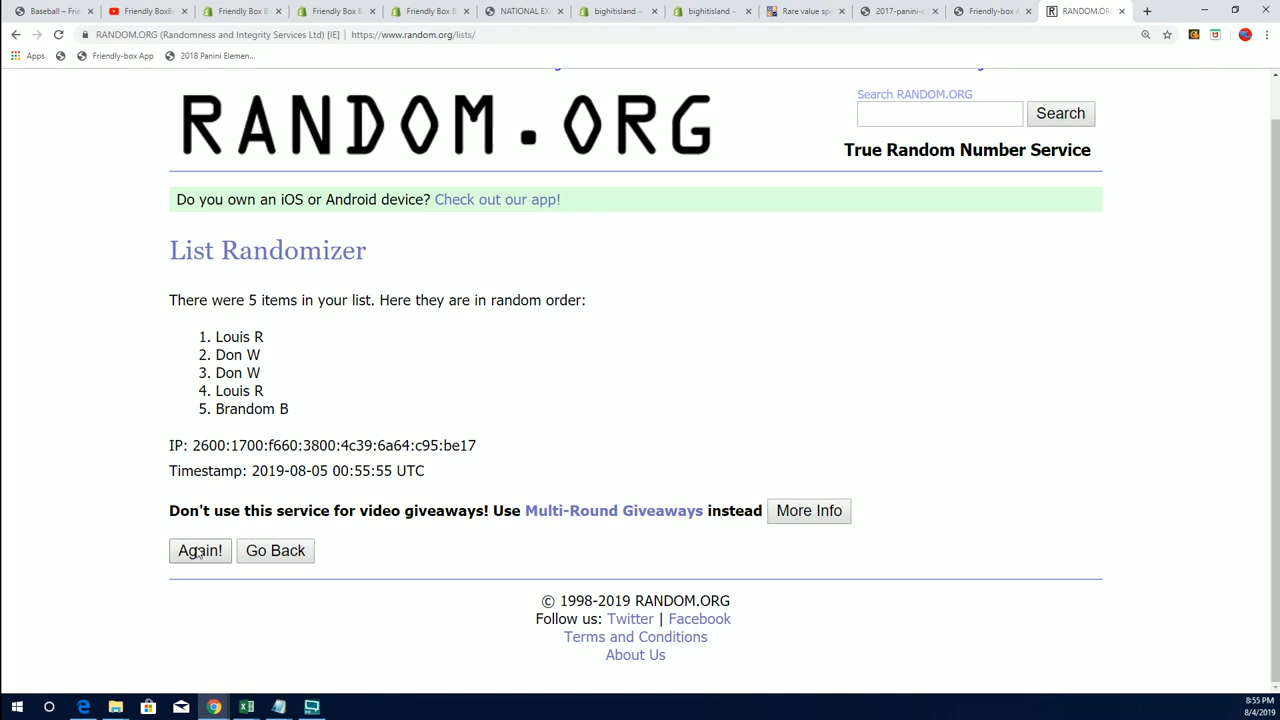 Baseball – Frie
Friendly BoxBr
Friendly Box B
Friendly Box B
Friendly Box B
NATIONAL EX
bighitisland –
bighitisland –
Rare value spo
2017-panini-c
Friendly-box A
RANDOM.OR
RANDOM.ORG (Randomness and Integrity Services Ltd) [IE] | https://www.random.org/lists/
Apps
Friendly-box App
2018 Panini Elemen...
RANDOM.ORG
Search RANDOM.ORG
Search
True Random Number Service
Do you own an iOS or Android device? Check out our app!
List Randomizer
There were 5 items in your list. Here they are in random order:
1. Louis R
2. Don W
3. Don W
4. Louis R
5. Brandom B
IP: 2600:1700:f660:3800:4c39:6a64:c95:be17
Timestamp: 2019-08-05 00:55:55 UTC
Don't use this service for video giveaways! Use Multi-Round Giveaways instead More Info
Again! Go Back
© 1998-2019 RANDOM.ORG
Follow us: Twitter | Facebook
Terms and Conditions
About Us
8:55 PM
8/4/2019